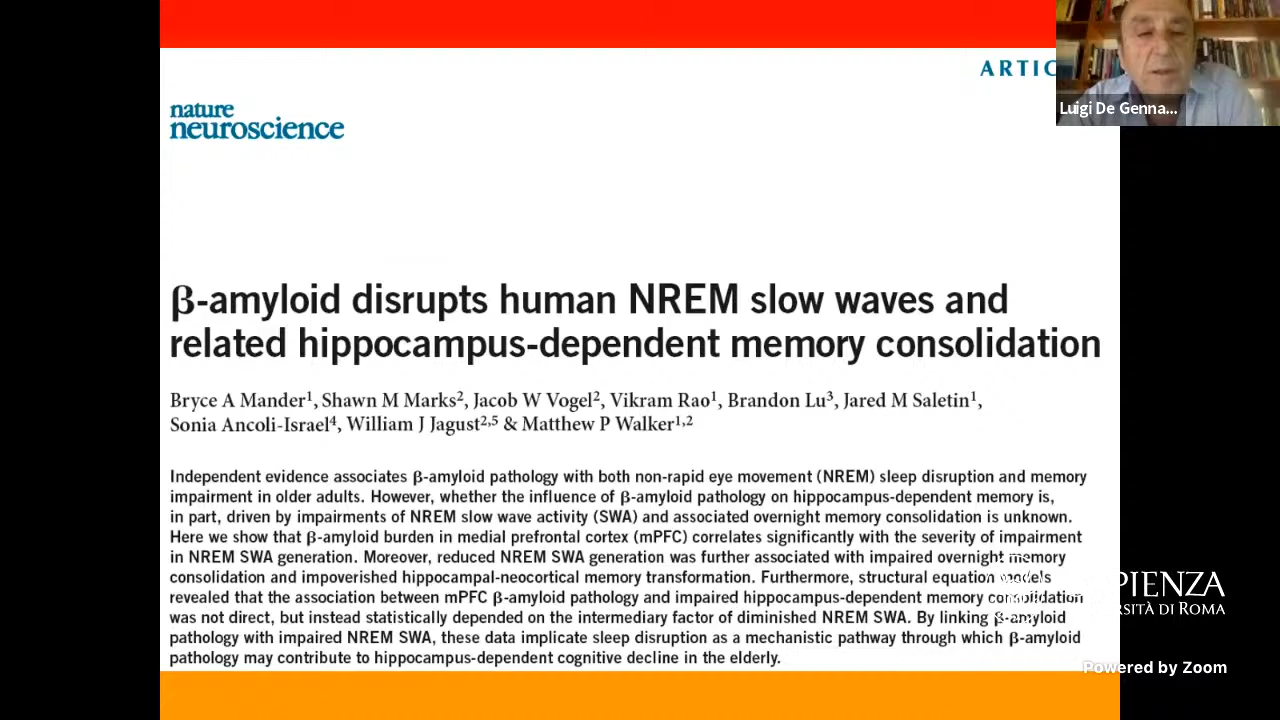 ARTIC
Luigi De Genna...
nature
neuroscience
β-amyloid disrupts human NREM slow waves and
related hippocampus-dependent memory consolidation
Bryce A Mander1, Shawn M Marks2, Jacob W Vogel2, Vikram Rao1, Brandon Lu3, Jared M Saletin1,
Sonia Ancoli-Israel4, William J Jagust2,5 & Matthew P Walker1,2
Independent evidence associates β-amyloid pathology with both non-rapid eye movement (NREM) sleep disruption and memory
impairment in older adults. However, whether the influence of β-amyloid pathology on hippocampus-dependent memory is,
in part, driven by impairments of NREM slow wave activity (SWA) and associated overnight memory consolidation is unknown.
Here we show that β-amyloid burden in medial prefrontal cortex (mPFC) correlates significantly with the severity of impairment
in NREM SWA generation. Moreover, reduced NREM SWA generation was further associated with impaired overnight memory
consolidation and impoverished hippocampal-neocortical memory transformation. Furthermore, structural equation models
revealed that the association between mPFC β-amyloid pathology and impaired hippocampus-dependent memory consolidation
was not direct, but instead statistically depended on the intermediary factor of diminished NREM SWA. By linking β-amyloid
pathology with impaired NREM SWA, these data implicate sleep disruption as a mechanistic pathway through which β-amyloid
pathology may contribute to hippocampus-dependent cognitive decline in the elderly.
PIENZA
RSITÀ DI ROMA
Powered by Zoom